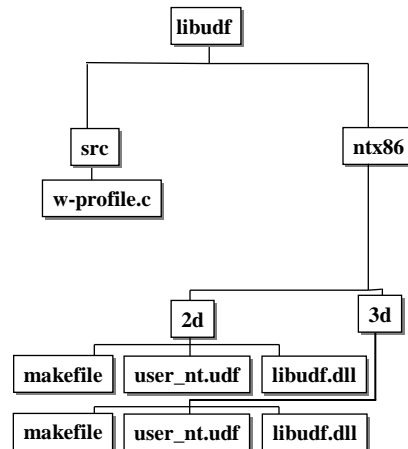 libudf
src
ntx86
w-profile.c
2d
3d
makefile
user_nt.udf
libudf.dll
makefile
user_nt.udf
libudf.dll